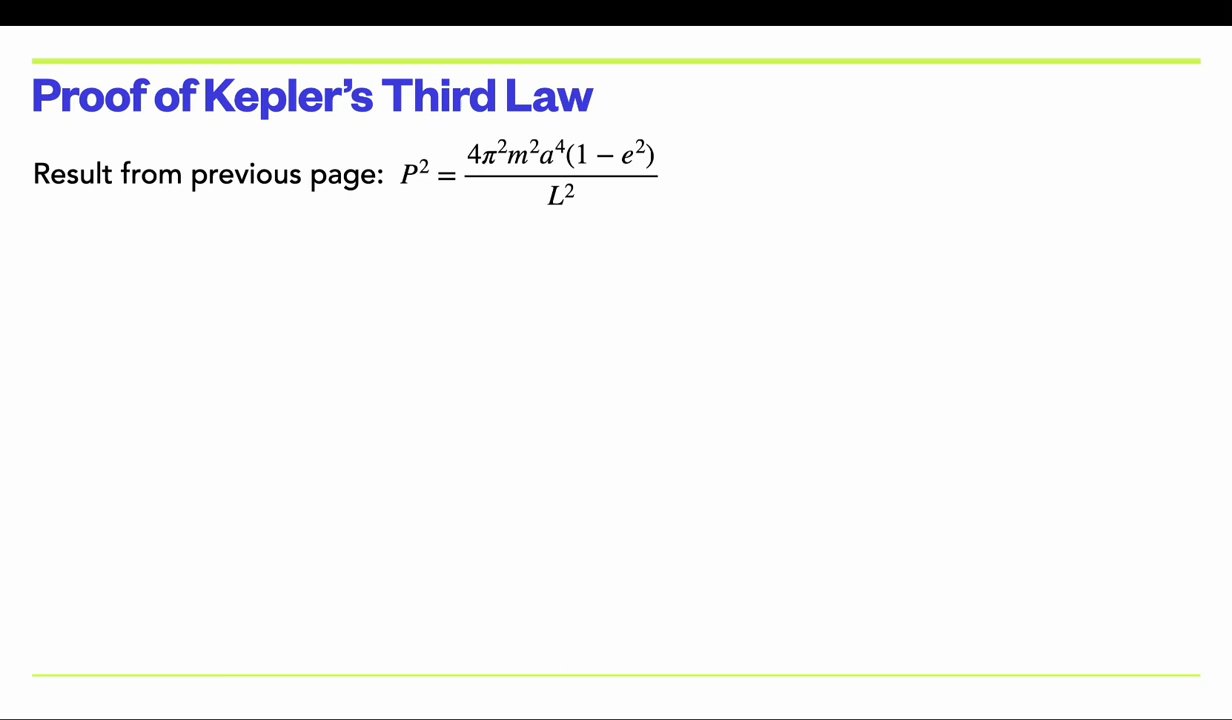 Proof of Kepler’s Third Law
Result from previous page: P² = 4π²m²a⁴(1 − e²) / L²